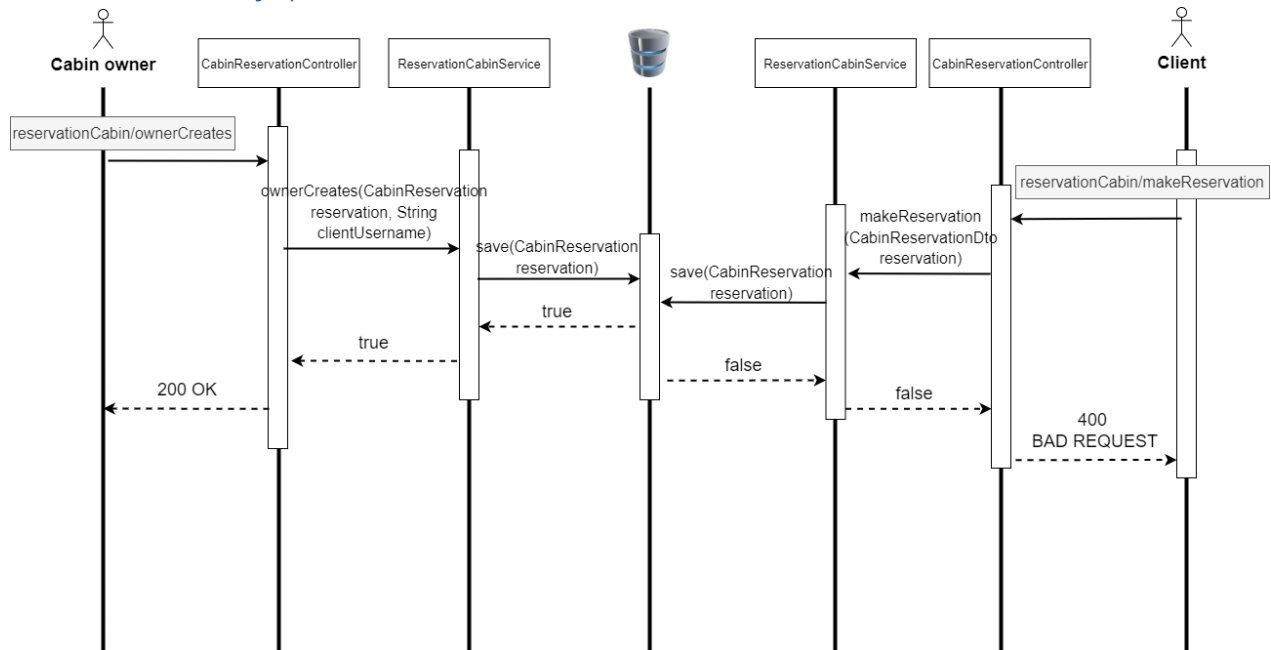 Cabin owner
CabinReservationController
ReservationCabinService
ReservationCabinService
CabinReservationController
Client
reservationCabin/ownerCreates
reservationCabin/makeReservation
ownerCreates(CabinReservation
reservation, String
clientUsername)
makeReservation
(CabinReservationDto
reservation)
save(CabinReservation
reservation)
save(CabinReservation
reservation)
true
true
false
200 OK
false
400
BAD REQUEST